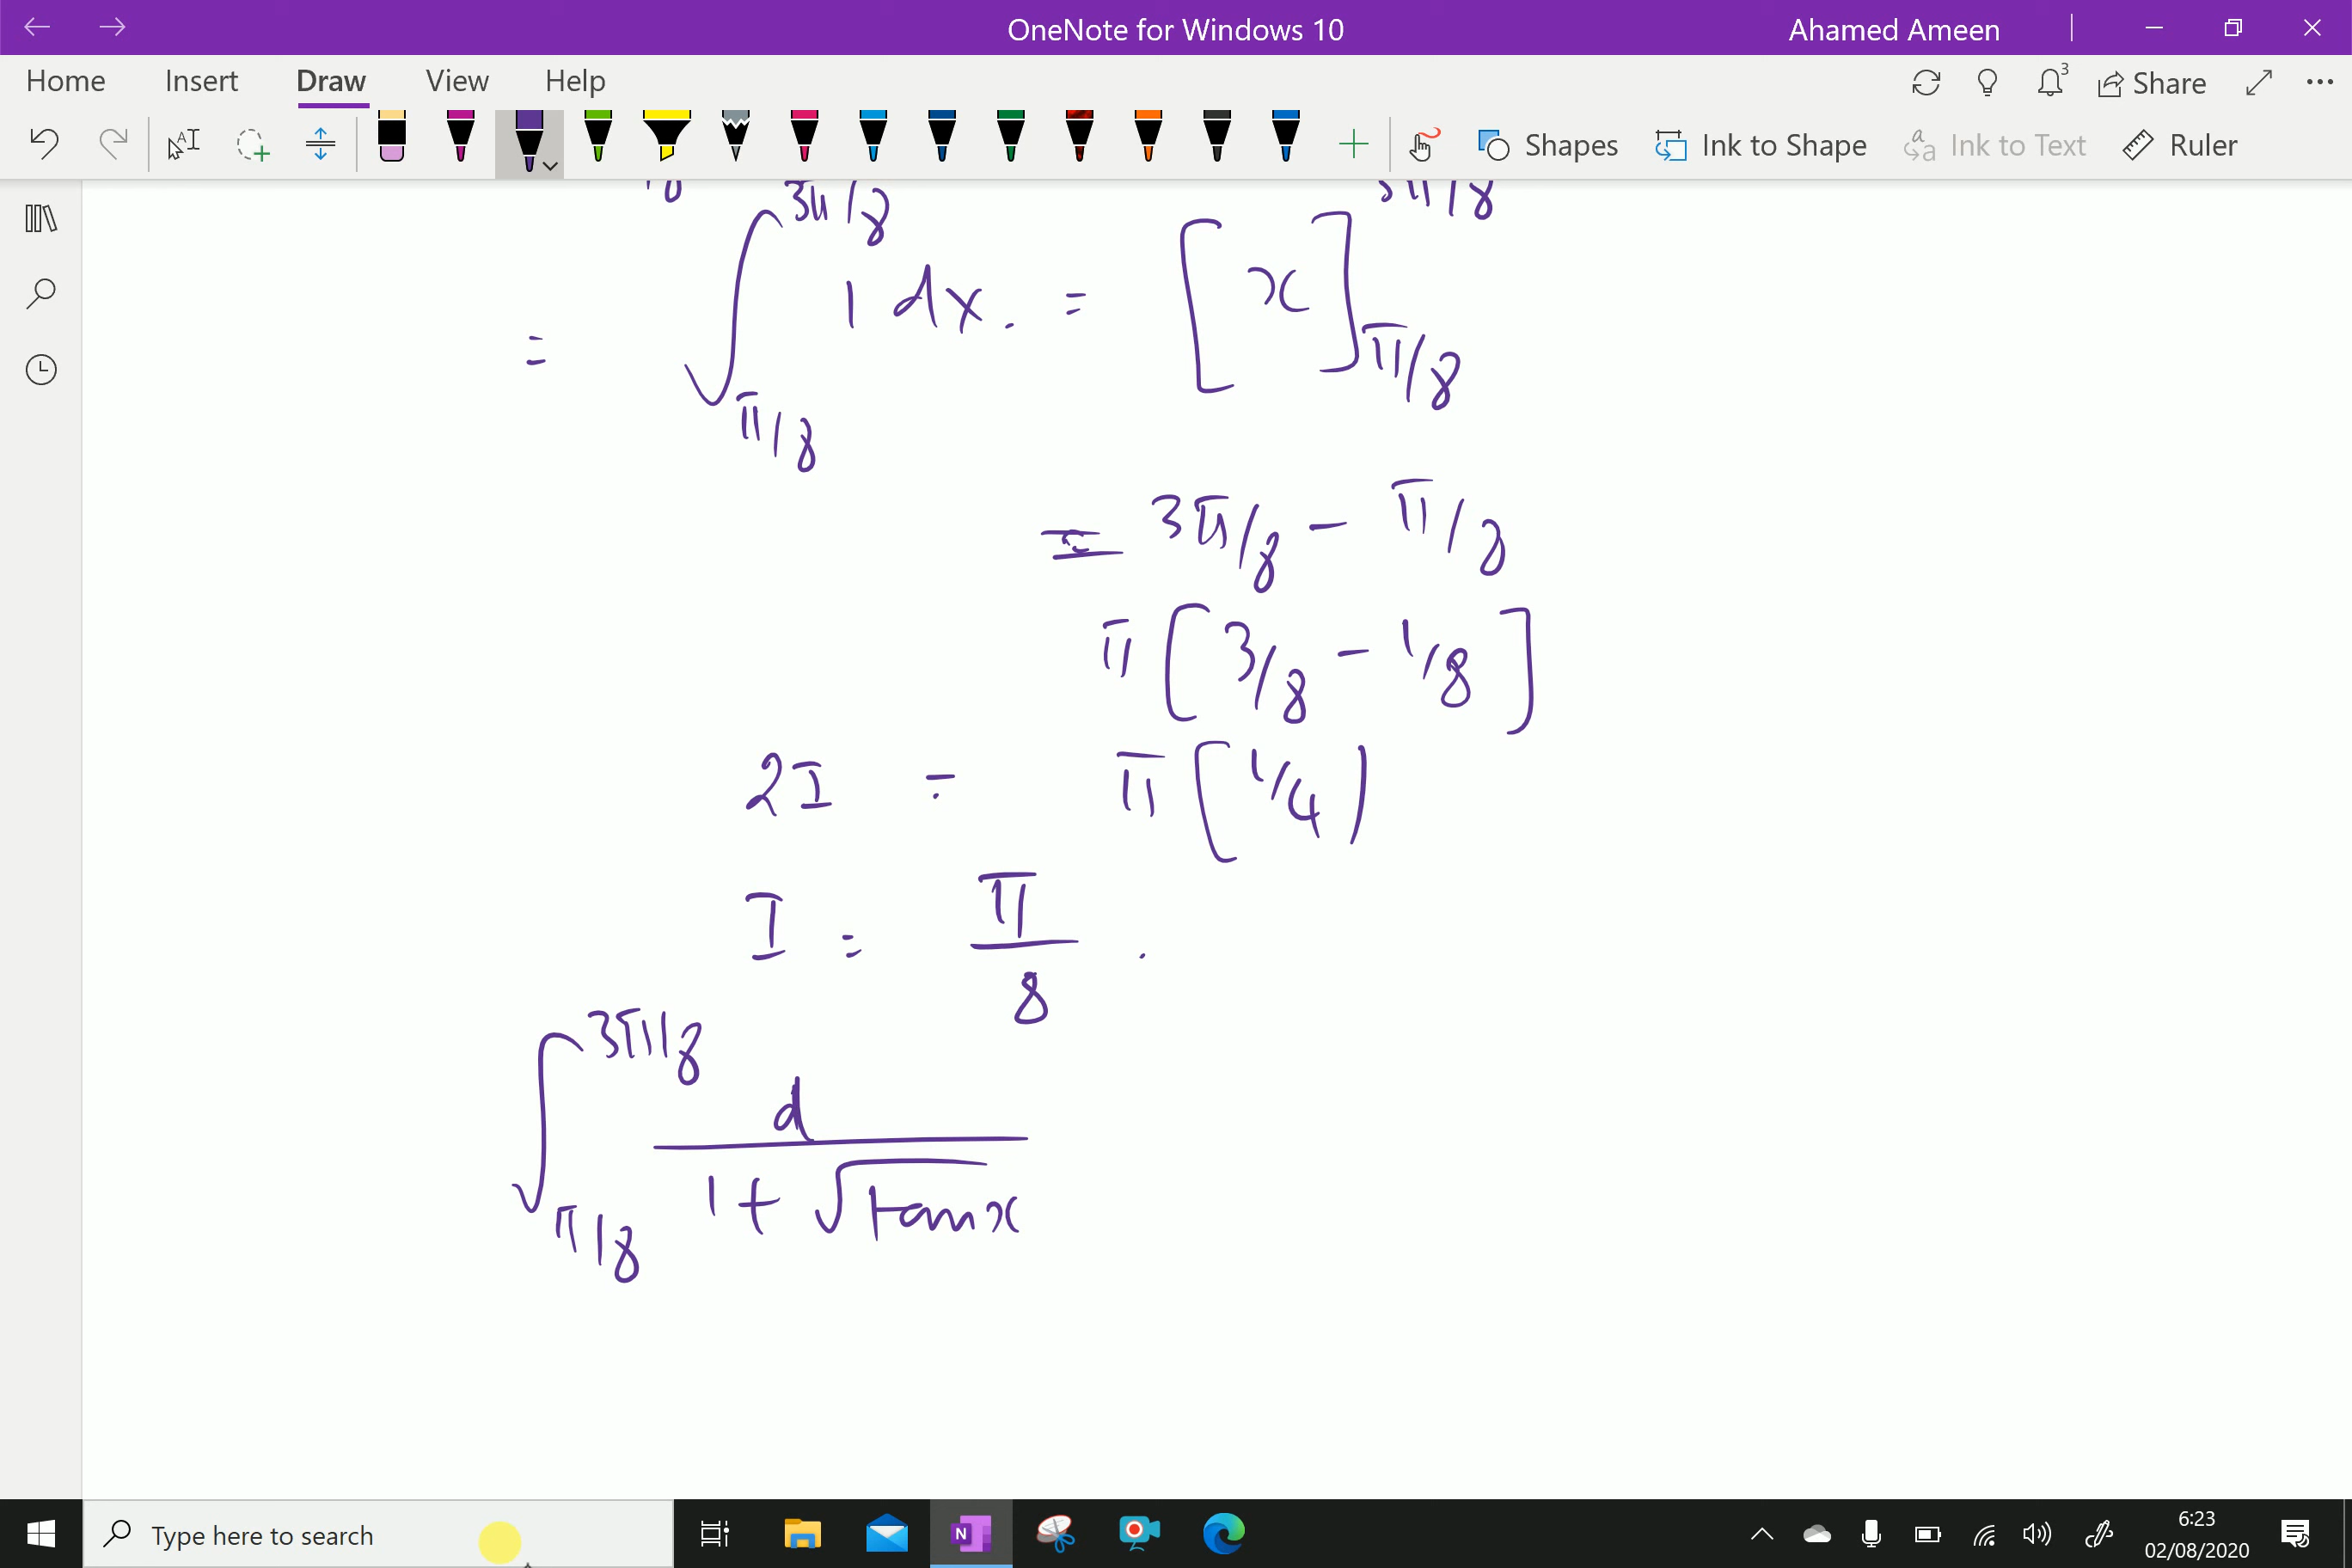 OneNote for Windows 10 Ahamed Ameen
Home Insert Draw View Help 3 Share
Shapes Ink to Shape Ink to Text Ruler
3π/8 3π/8
= ∫ 1 dx. = [x]
π/8 π/8
= 3π/8 - π/8
π [3/8 - 1/8]
2I = π [1/4)
I = π/8 .
3π/8
∫ d
1 + √tanx
π/8
Type here to search 6:23
02/08/2020